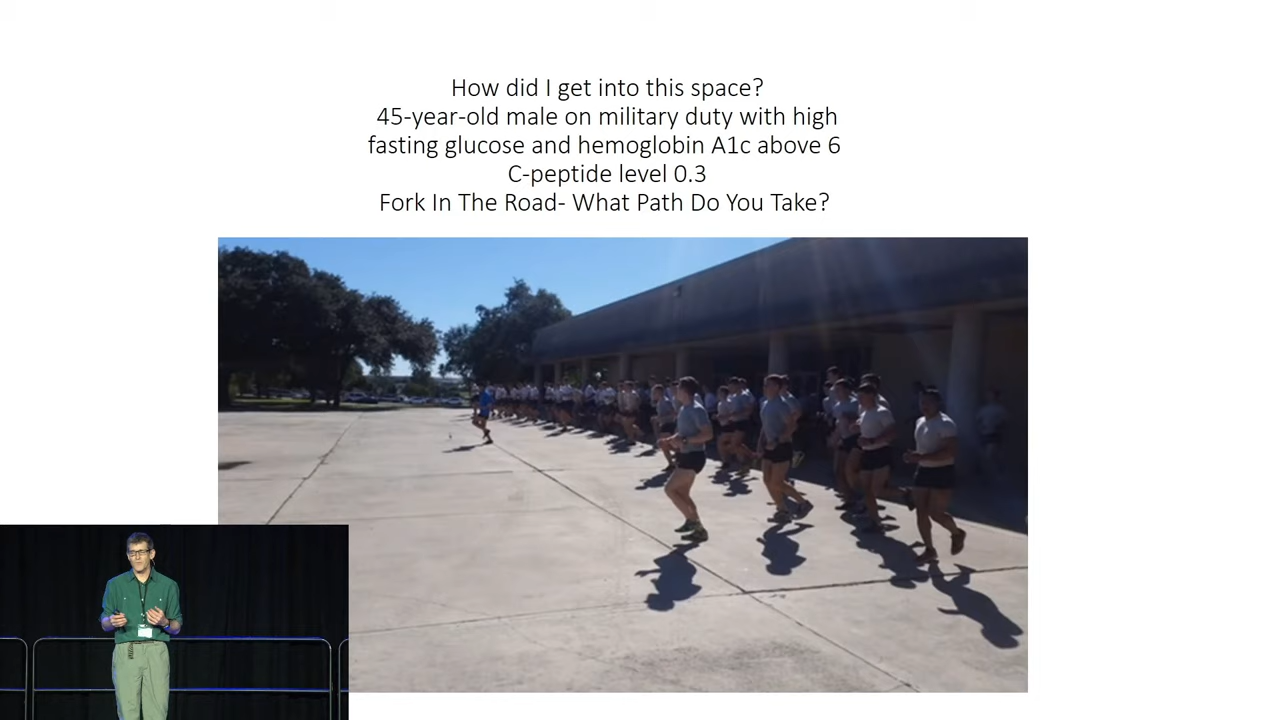 How did I get into this space?
45-year-old male on military duty with high
fasting glucose and hemoglobin A1c above 6
C-peptide level 0.3
Fork In The Road- What Path Do You Take?